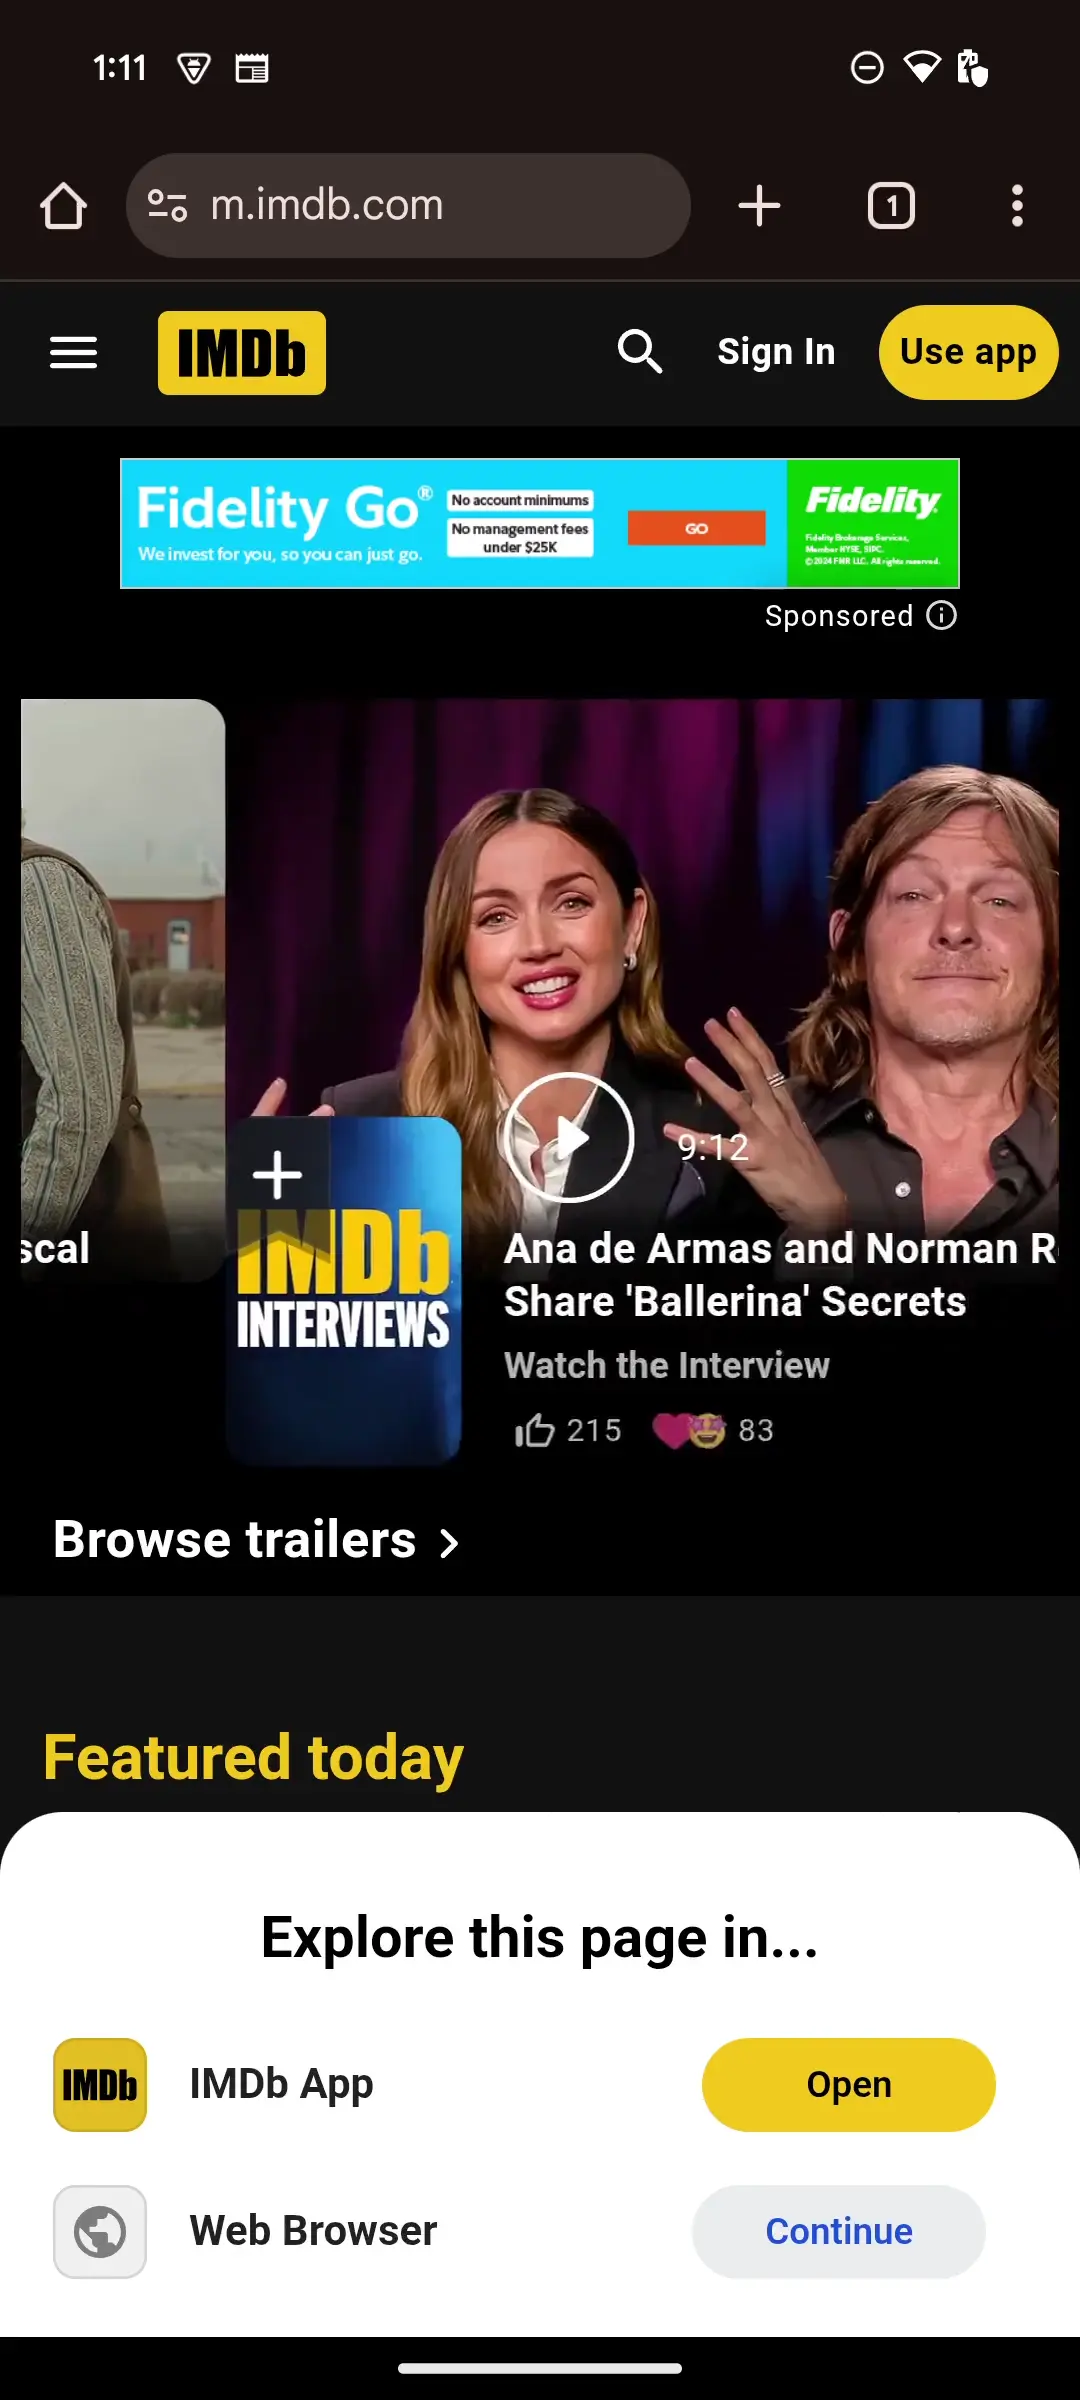 1:11
m.imdb.com
1
IMDb
Sign In
Use app
Fidelity Go®
We invest for you, so you can just go.
No account minimums
No management fees
under $25K
GO
Fidelity
Fidelity Brokerage Services,
Member NYSE, SIPC.
©2024 FMR LLC. All rights reserved.
Sponsored
9:12
scal
Ana de Armas and Norman R
Share 'Ballerina' Secrets
IMDb
INTERVIEWS
Watch the Interview
215
83
Browse trailers
Featured today
Explore this page in...
IMDb
IMDb App
Open
Web Browser
Continue